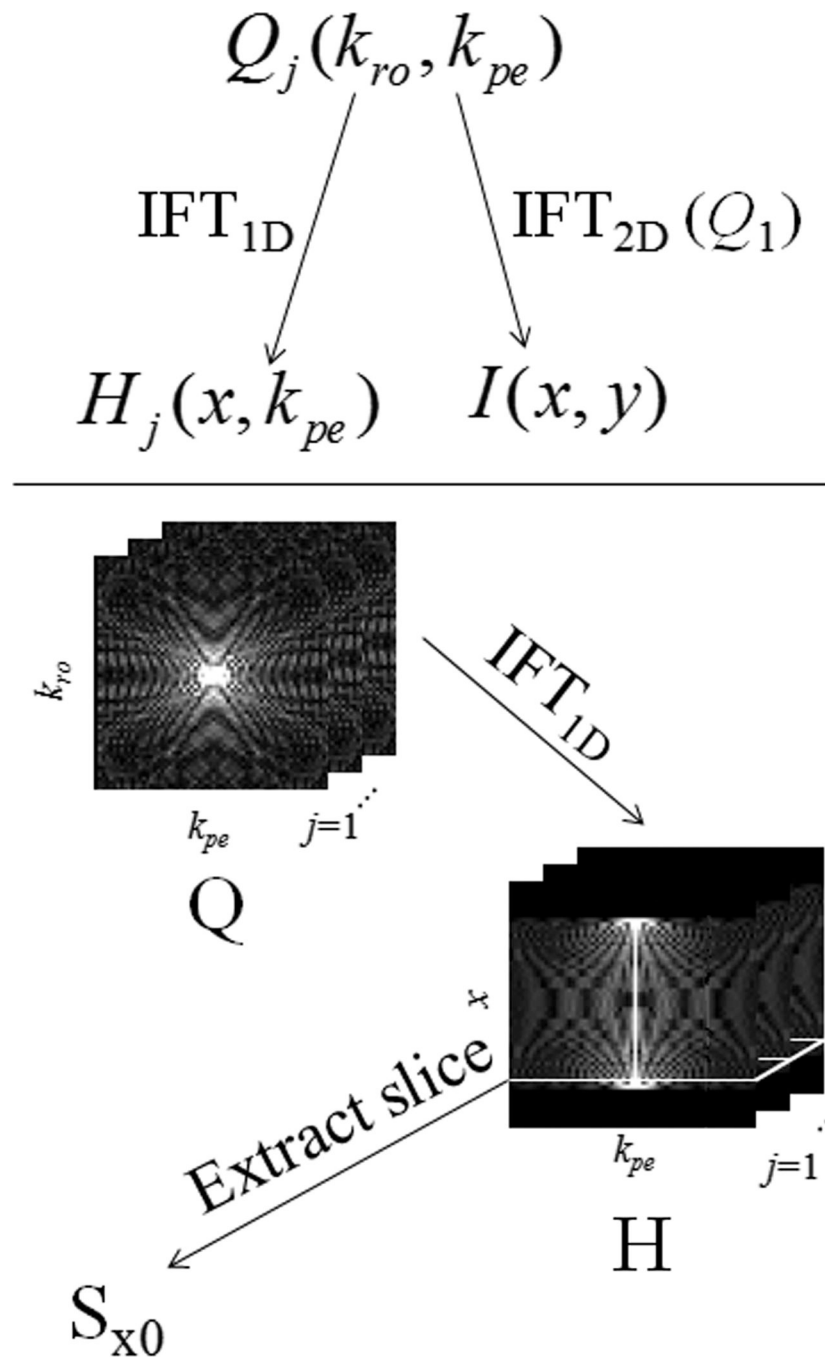 Q_j(k_ro, k_pe)
IFT_1D IFT_2D (Q_1)
H_j(x, k_pe) I(x, y)
k_ro
IFT_1D
k_pe j=1 ...
Q
x
Extract slice
k_pe j=1
H
S_x0